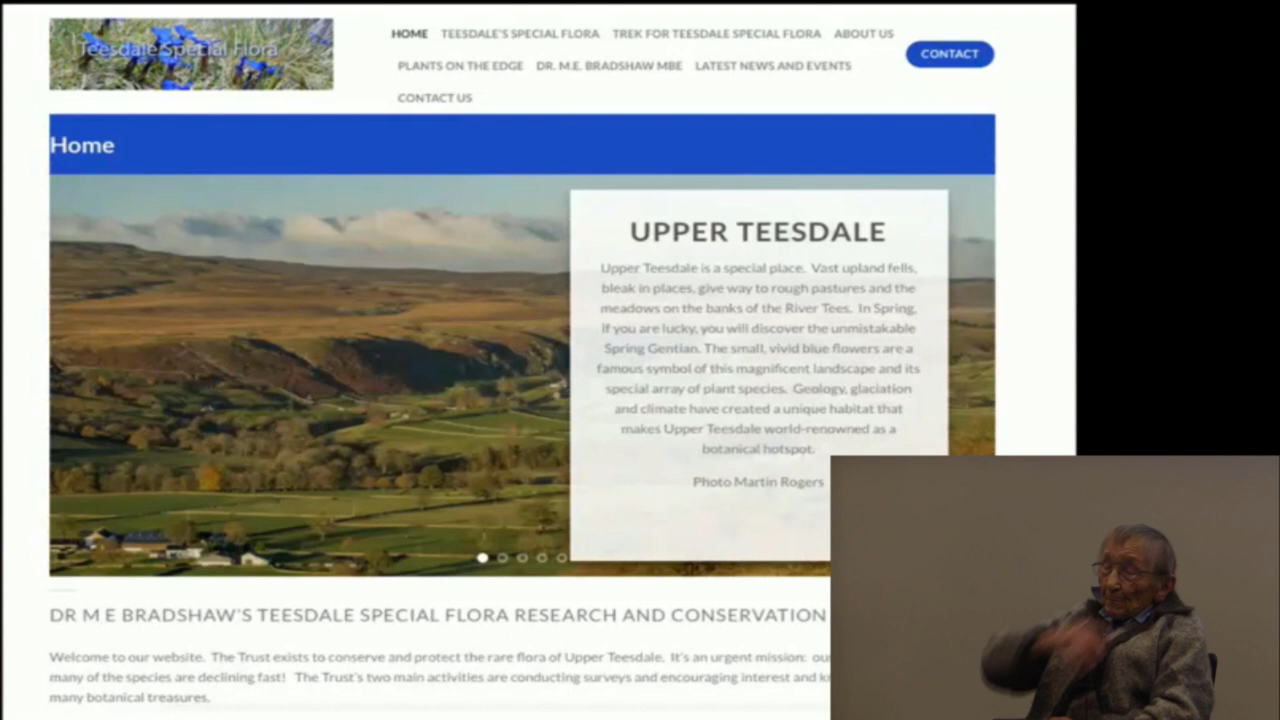 Teesdale Special Flora
HOME TEESDALE'S SPECIAL FLORA TREK FOR TEESDALE SPECIAL FLORA ABOUT US
PLANTS ON THE EDGE DR. M.E. BRADSHAW MBE LATEST NEWS AND EVENTS
CONTACT US
CONTACT
Home
UPPER TEESDALE
Upper Teesdale is a special place. Vast upland fells,
bleak in places, give way to rough pastures and the
meadows on the banks of the River Tees. In Spring,
if you are lucky, you will discover the unmistakable
Spring Gentian. The small, vivid blue flowers are a
famous symbol of this magnificent landscape and its
special array of plant species. Geology, glaciation
and climate have created a unique habitat that
makes Upper Teesdale world-renowned as a
botanical hotspot.
Photo Martin Rogers
DR M E BRADSHAW'S TEESDALE SPECIAL FLORA RESEARCH AND CONSERVATION
Welcome to our website. The Trust exists to conserve and protect the rare flora of Upper Teesdale. It's an urgent mission:
many of the species are declining fast! The Trust's two main activities are conducting surveys and encouraging interest and
many botanical treasures.